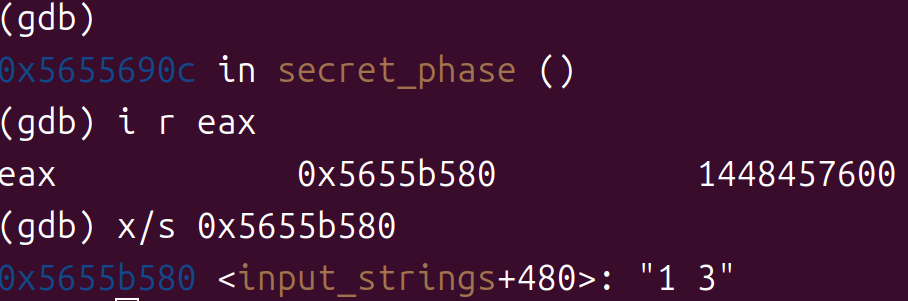 (gdb)
0x5655690c in secret_phase ()
(gdb) i r eax
eax 0x5655b580 1448457600
(gdb) x/s 0x5655b580
0x5655b580 <input_strings+480>: "1 3"